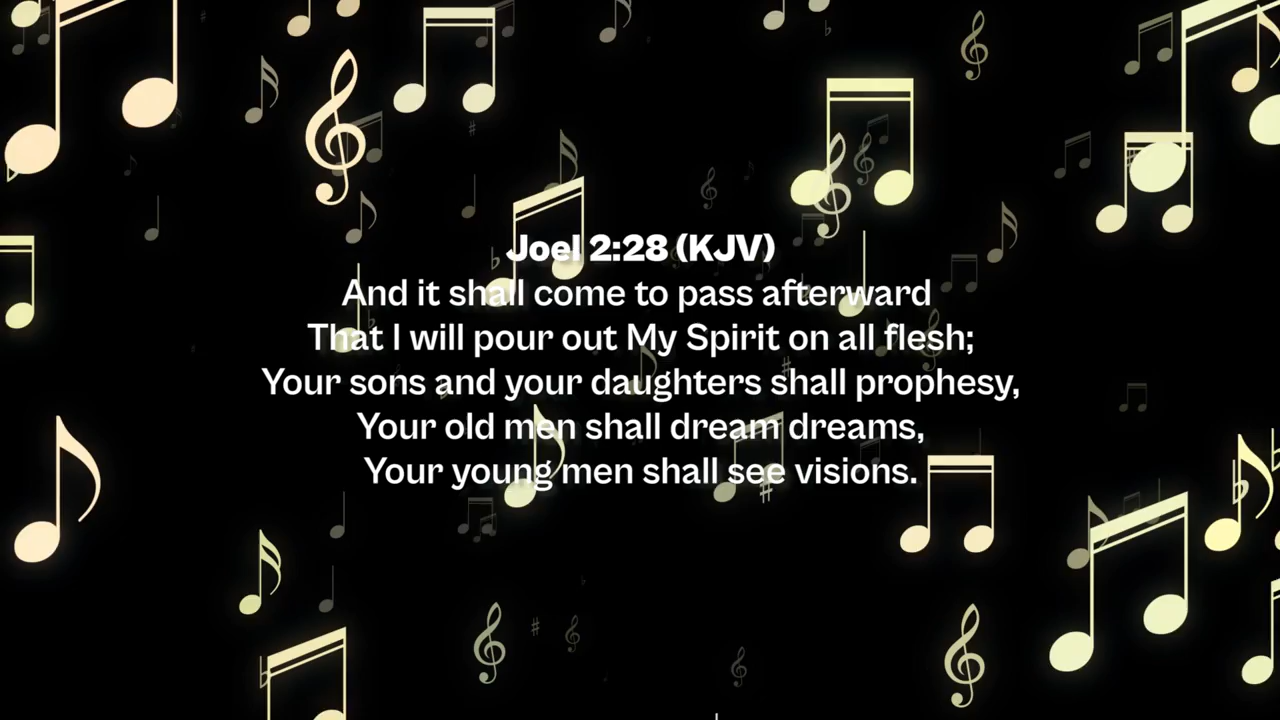 Joel 2:28 (KJV)
And it shall come to pass afterward
That I will pour out My Spirit on all flesh;
Your sons and your daughters shall prophesy,
Your old men shall dream dreams,
Your young men shall see visions.